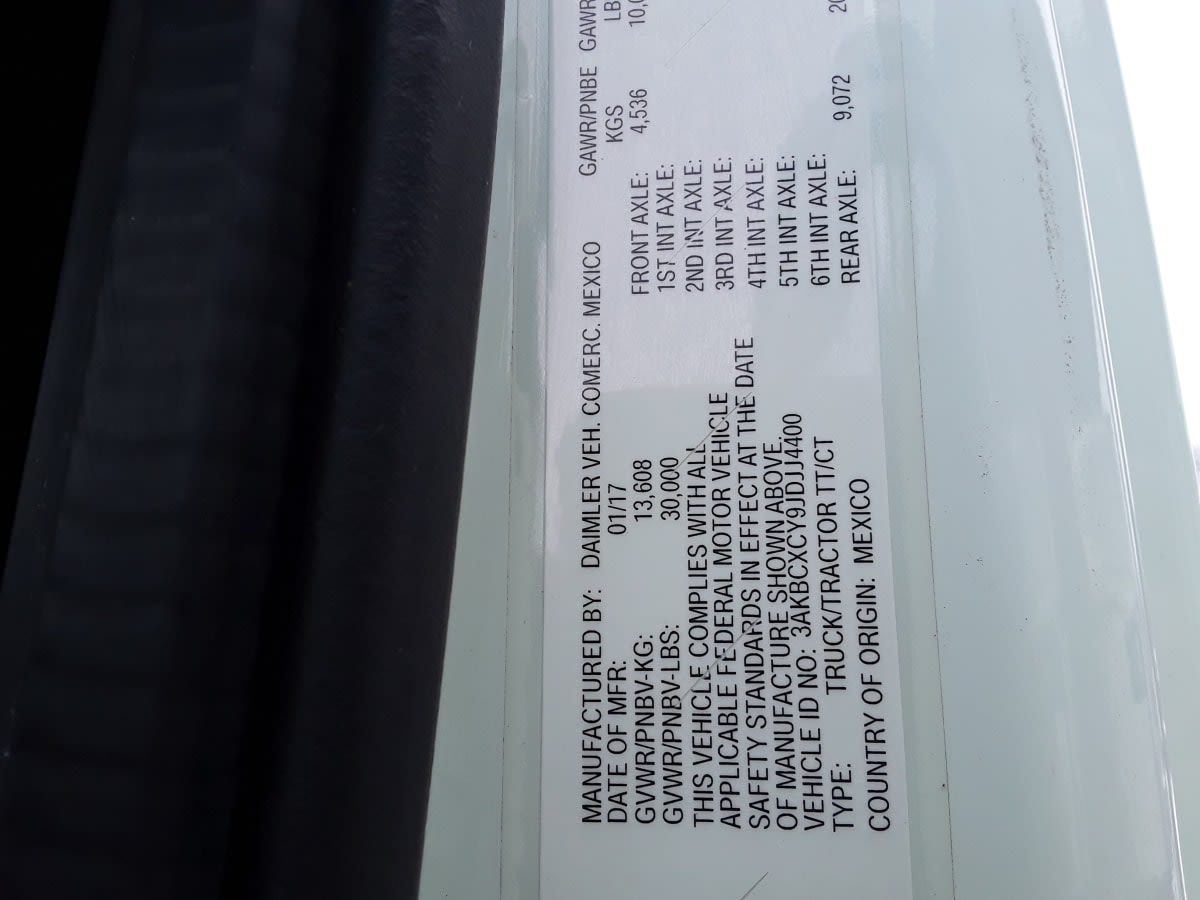 MANUFACTURED BY: DAIMLER VEH. COMERC. MEXICO
DATE OF MFR: 01/17
GVWR/PNBV-KG: 13,608
GVWR/PNBV-LBS: 30,000
THIS VEHICLE COMPLIES WITH ALL
APPLICABLE FEDERAL MOTOR VEHICLE
SAFETY STANDARDS IN EFFECT AT THE DATE
OF MANUFACTURE SHOWN ABOVE.
VEHICLE ID NO: 3AKBCXCY9JDJJ4400
TYPE: TRUCK/TRACTOR TT/CT
COUNTRY OF ORIGIN: MEXICO
GAWR/PNBE GAWR
KGS
FRONT AXLE: 4,536
1ST INT AXLE:
2ND INT AXLE:
3RD INT AXLE:
4TH INT AXLE:
5TH INT AXLE:
6TH INT AXLE:
REAR AXLE: 9,072